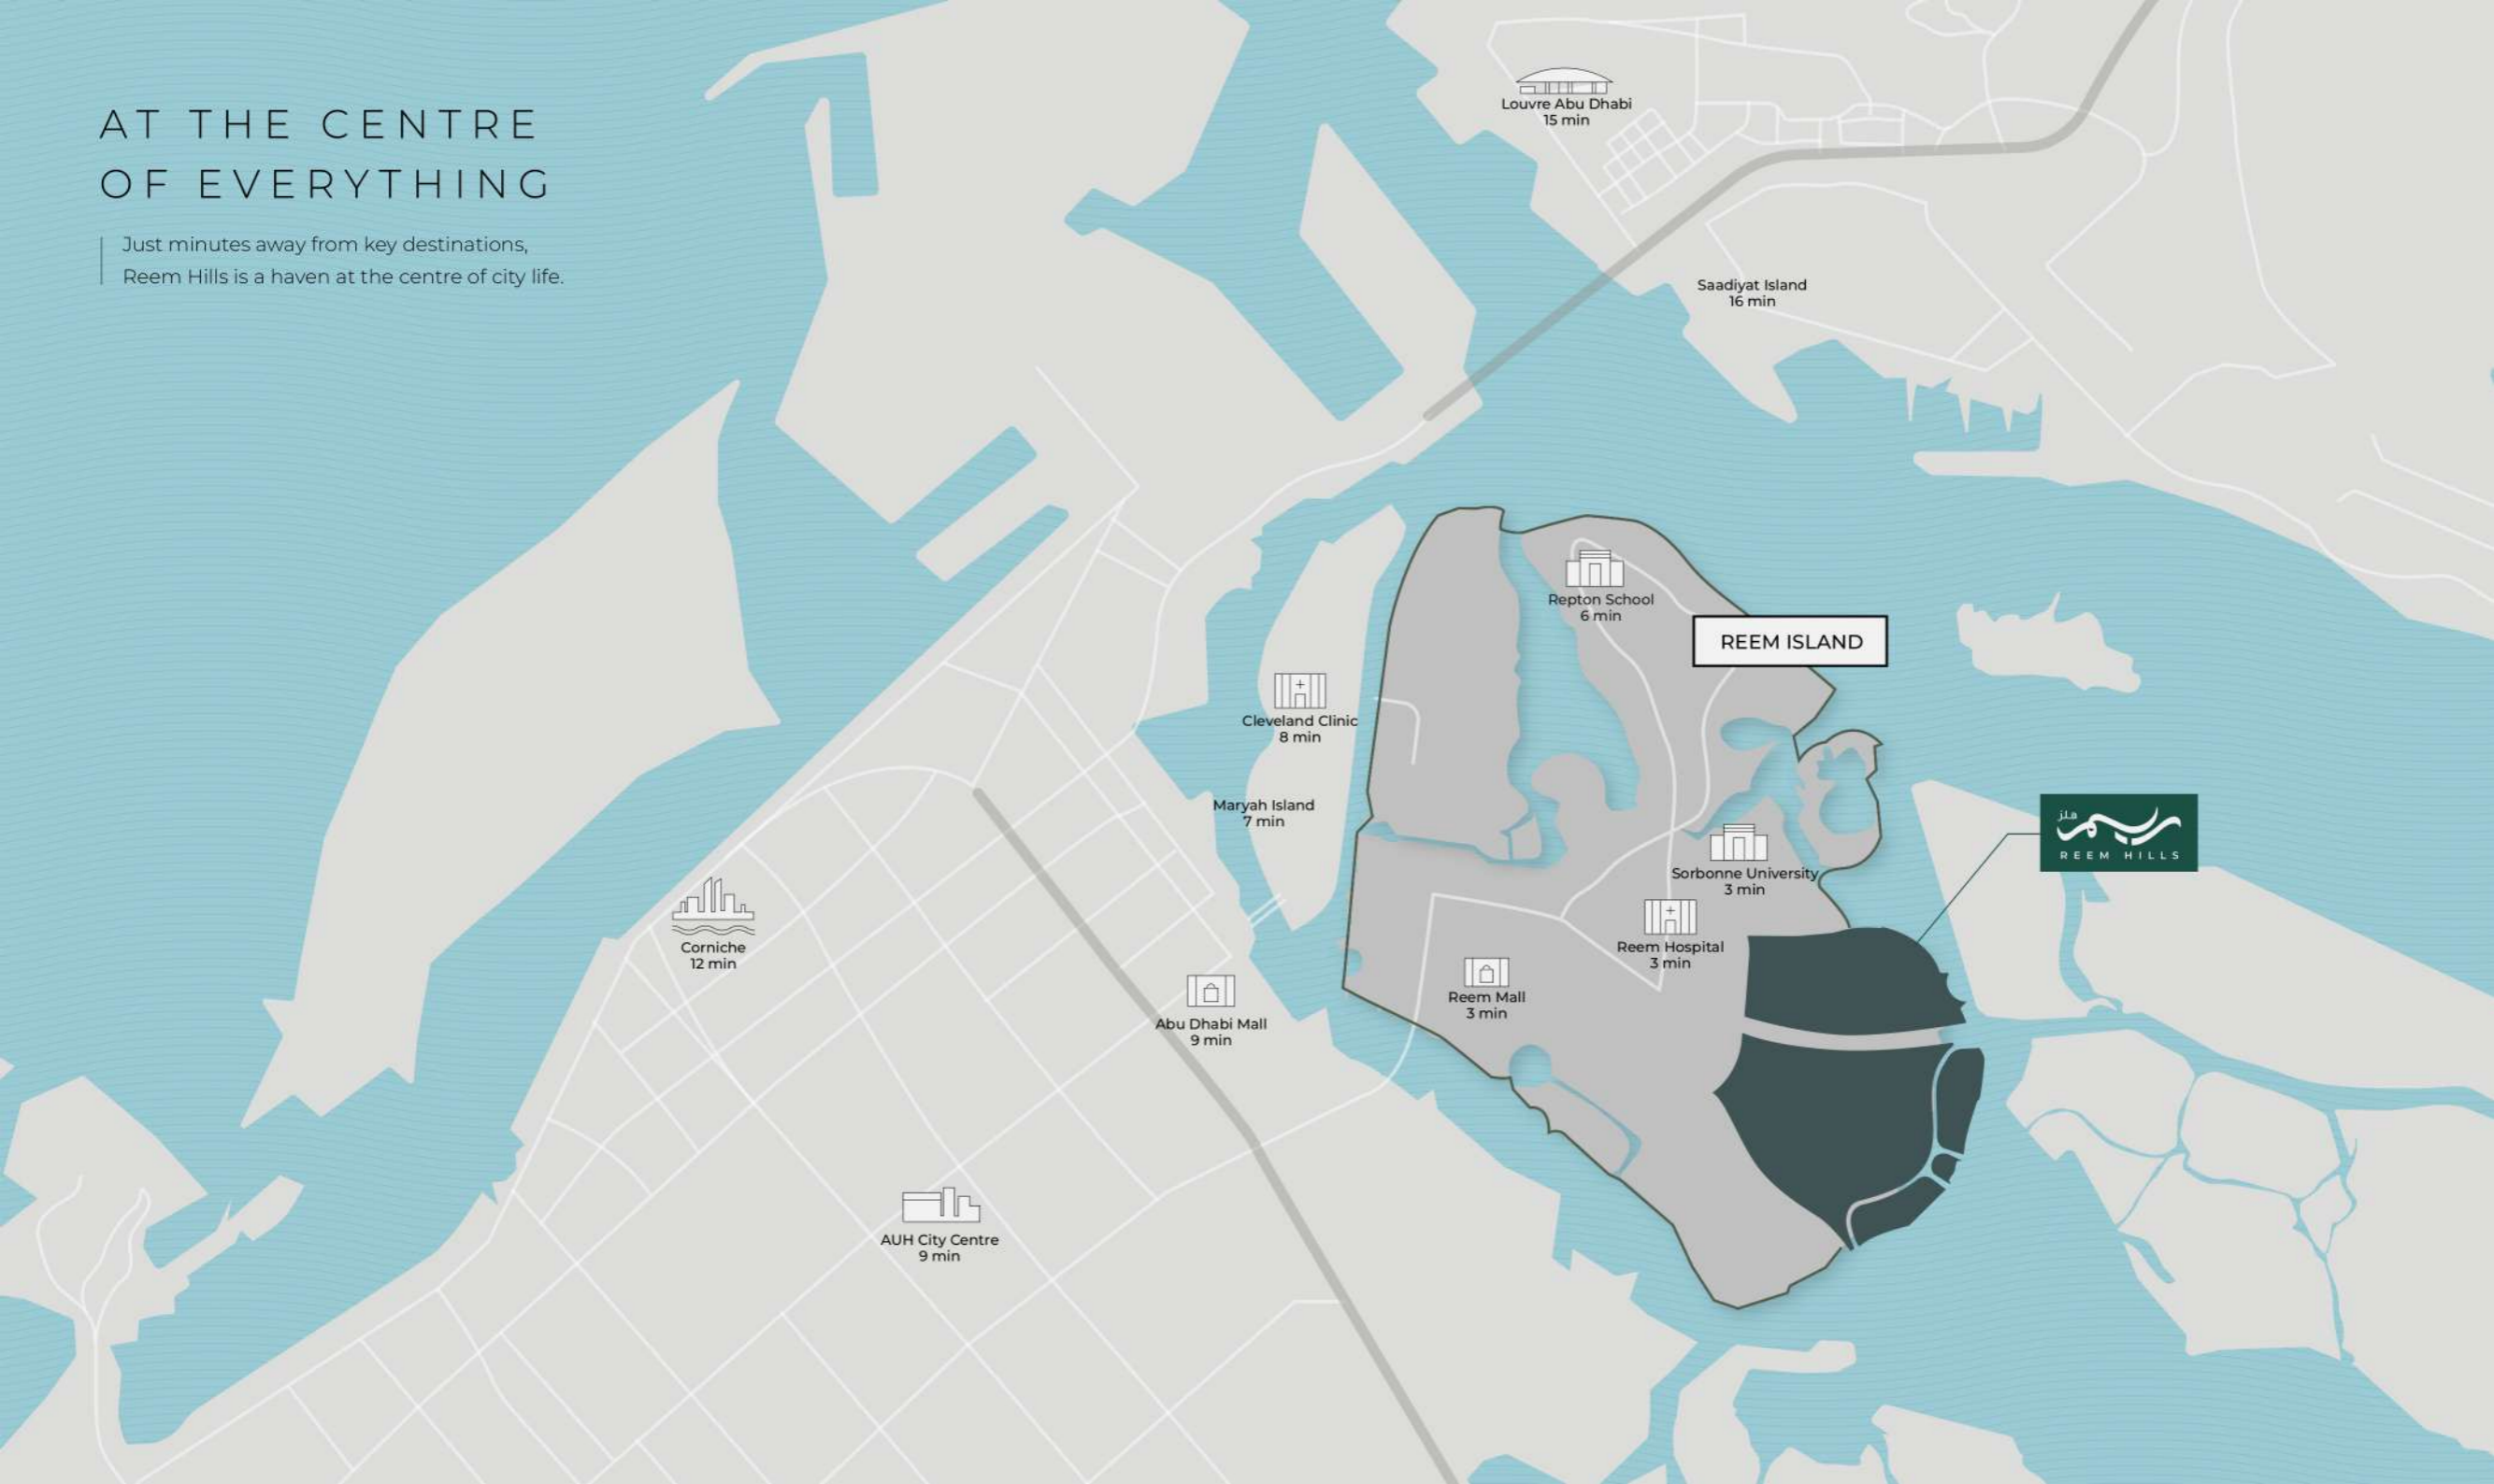 AT THE CENTRE
OF EVERYTHING
Just minutes away from key destinations,
Reem Hills is a haven at the centre of city life.
Louvre Abu Dhabi
15 min
Saadiyat Island
16 min
Repton School
6 min
REEM ISLAND
Cleveland Clinic
8 min
Maryah Island
7 min
ريم هلز
REEM HILLS
Sorbonne University
3 min
Corniche
12 min
Reem Hospital
3 min
Reem Mall
3 min
Abu Dhabi Mall
9 min
AUH City Centre
9 min